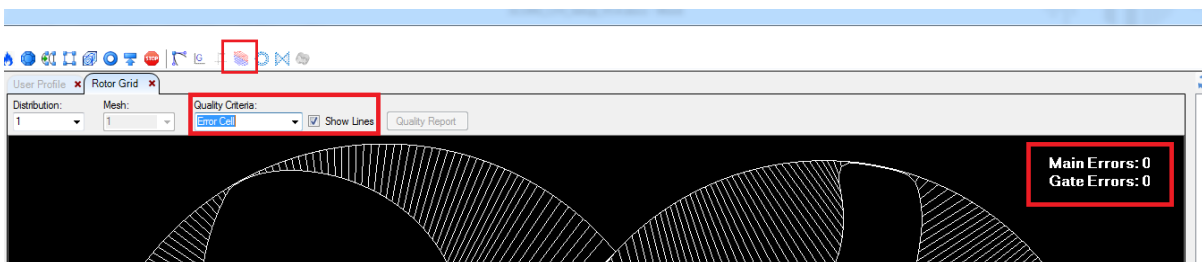 STOP
User Profile
Rotor Grid
Distribution: Mesh: Quality Criteria:
1 1 Error Cell Show Lines Quality Report
Main Errors: 0
Gate Errors: 0